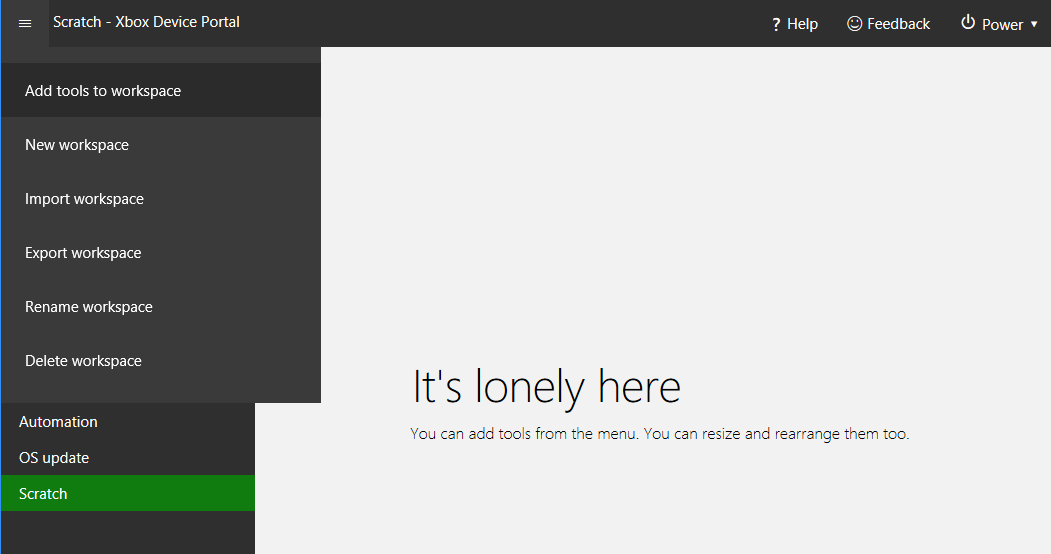 Scratch - Xbox Device Portal
? Help
Feedback
Power
Add tools to workspace
New workspace
Import workspace
Export workspace
Rename workspace
Delete workspace
Automation
OS update
Scratch
It's lonely here
You can add tools from the menu. You can resize and rearrange them too.